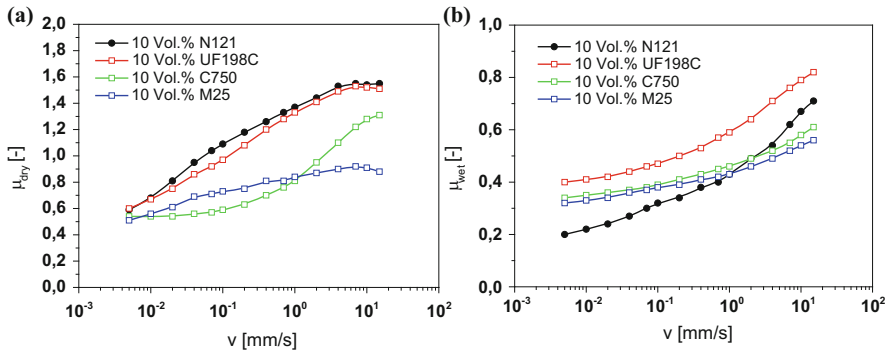 (a)
2,0
1,8
1,6
1,4
1,2
1,0
0,8
0,6
0,4
0,2
0,0
μdry [-]
10 Vol.% N121
10 Vol.% UF198C
10 Vol.% C750
10 Vol.% M25
10-3
10-2
10-1
100
101
102
v [mm/s]
(b)
1,0
0,8
0,6
0,4
0,2
0,0
μwet [-]
10 Vol.% N121
10 Vol.% UF198C
10 Vol.% C750
10 Vol.% M25
10-3
10-2
10-1
100
101
102
v [mm/s]